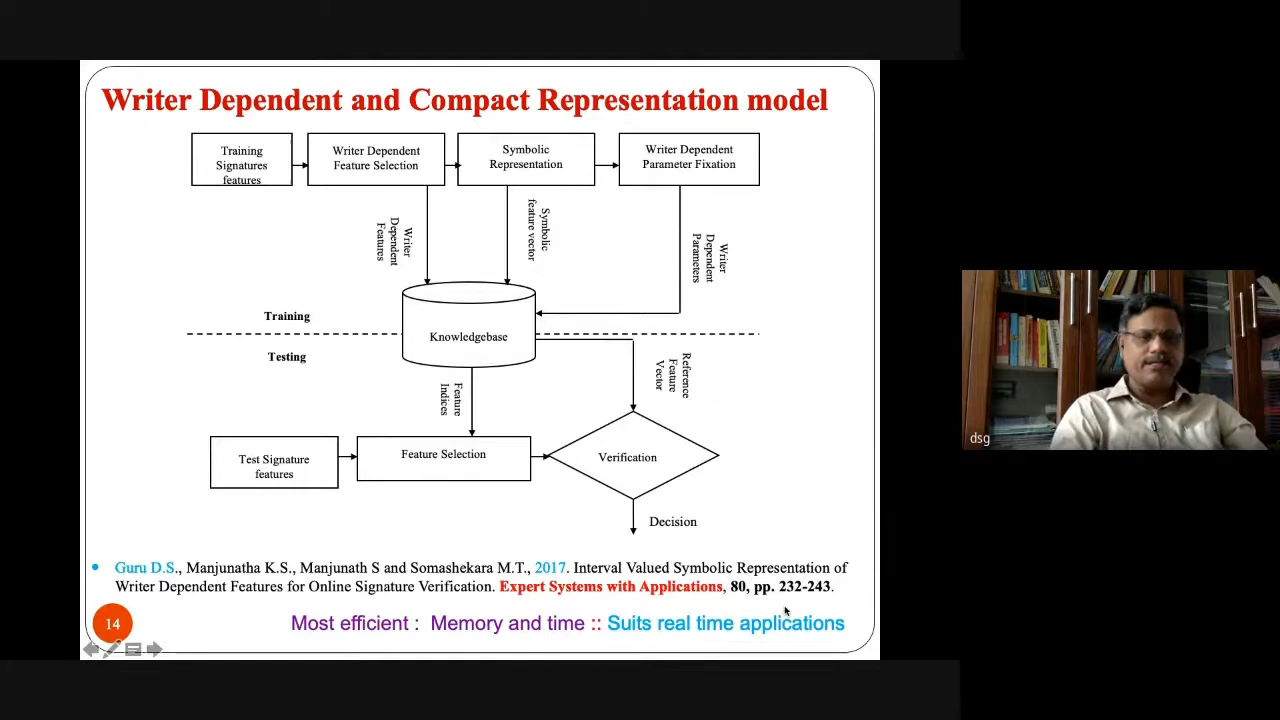 Writer Dependent and Compact Representation model
Training
Signatures
features
Writer Dependent
Feature Selection
Symbolic
Representation
Writer Dependent
Parameter Fixation
Writer
Dependent
Features
Symbolic
feature vector
Writer
Dependent
Parameters
Training
Knowledgebase
Testing
Feature
Indices
Reference
Feature
Vector
Test Signature
features
Feature Selection
Verification
Decision
dsg
• Guru D.S., Manjunatha K.S., Manjunath S and Somashekara M.T., 2017. Interval Valued Symbolic Representation of
Writer Dependent Features for Online Signature Verification. Expert Systems with Applications, 80, pp. 232-243.
14
Most efficient : Memory and time :: Suits real time applications